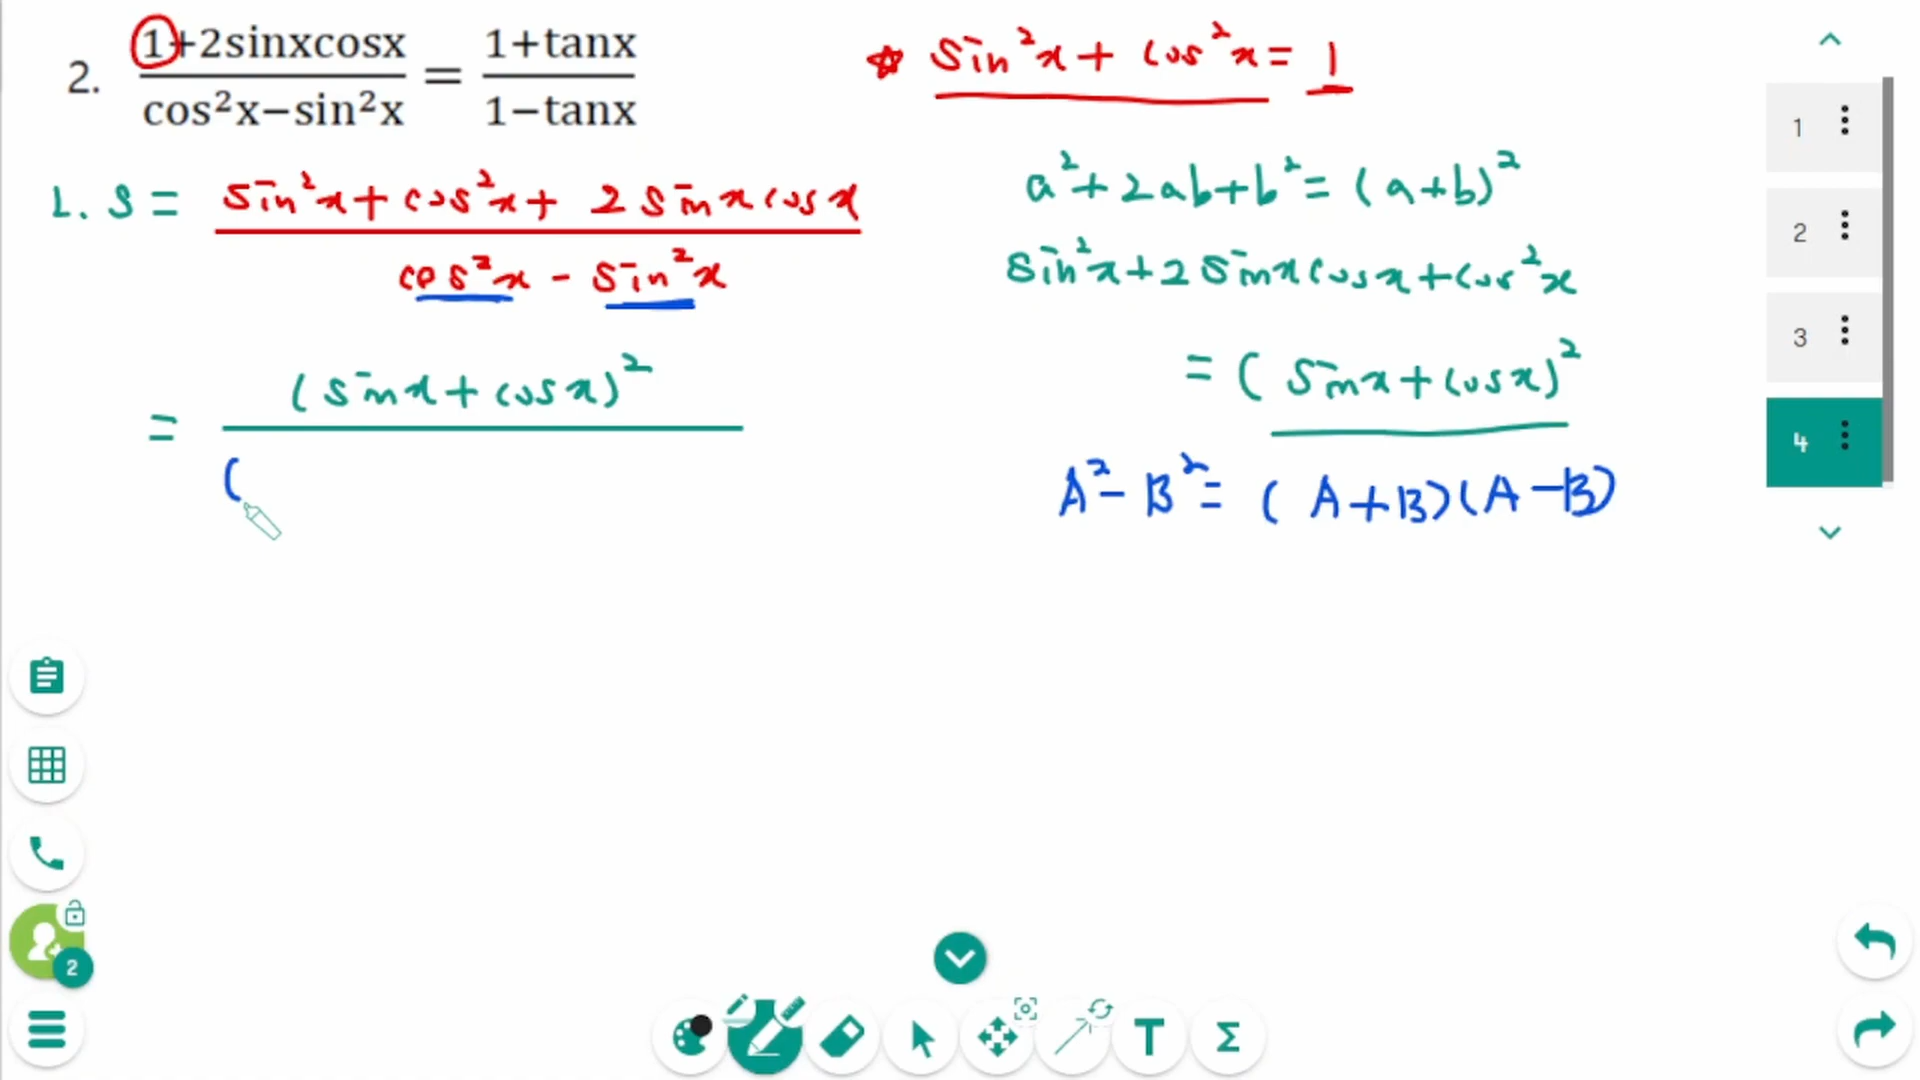 2. 1+2sinxcosx / cos²x−sin²x = 1+tanx / 1−tanx
☆ sin²x + cos²x = 1
L.S = sin²x + cos²x + 2 sinx cosx / cos²x - sin²x
= (sinx + cosx)² / (
a² + 2ab + b² = (a+b)²
sin²x + 2 sinx cosx + cos²x
= (sinx + cosx)²
A² - B² = (A+B)(A-B)
1
2
3
4
2
T
Σ